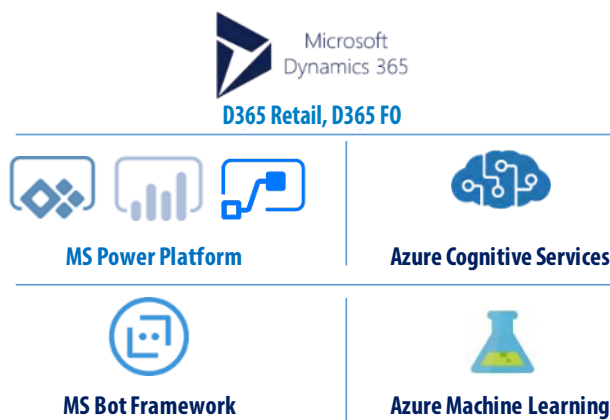 Microsoft
Dynamics 365
D365 Retail, D365 FO
MS Power Platform
Azure Cognitive Services
MS Bot Framework
Azure Machine Learning